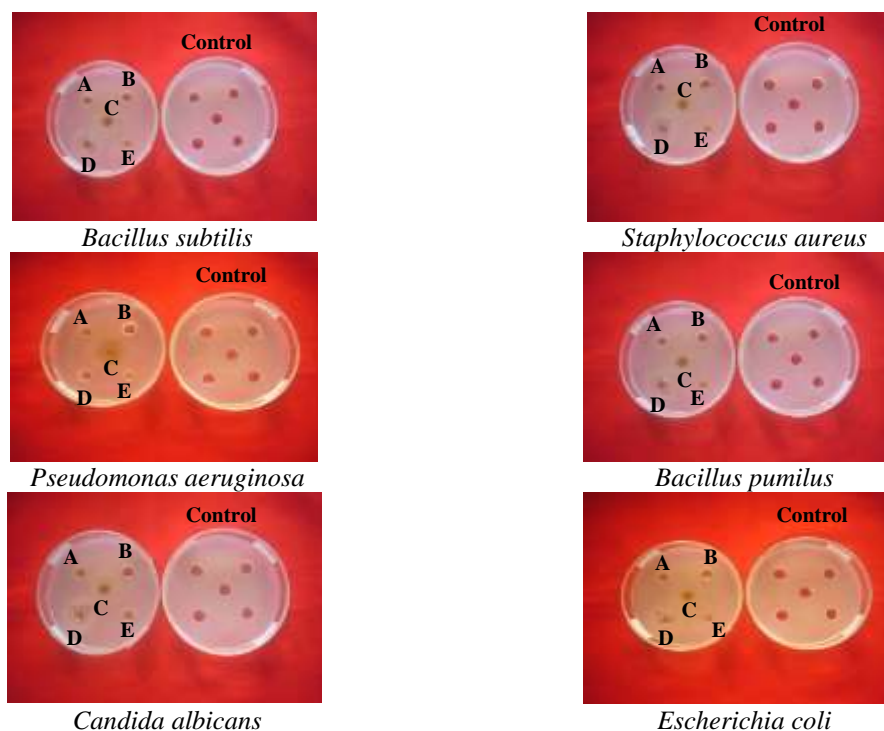 Control
A B
C
D E
Bacillus subtilis
Control
A B
C
D E
Staphylococcus aureus
Control
A B
C
D E
Pseudomonas aeruginosa
Control
A B
C
D E
Bacillus pumilus
Control
A B
C
D E
Candida albicans
Control
A B
C
D E
Escherichia coli